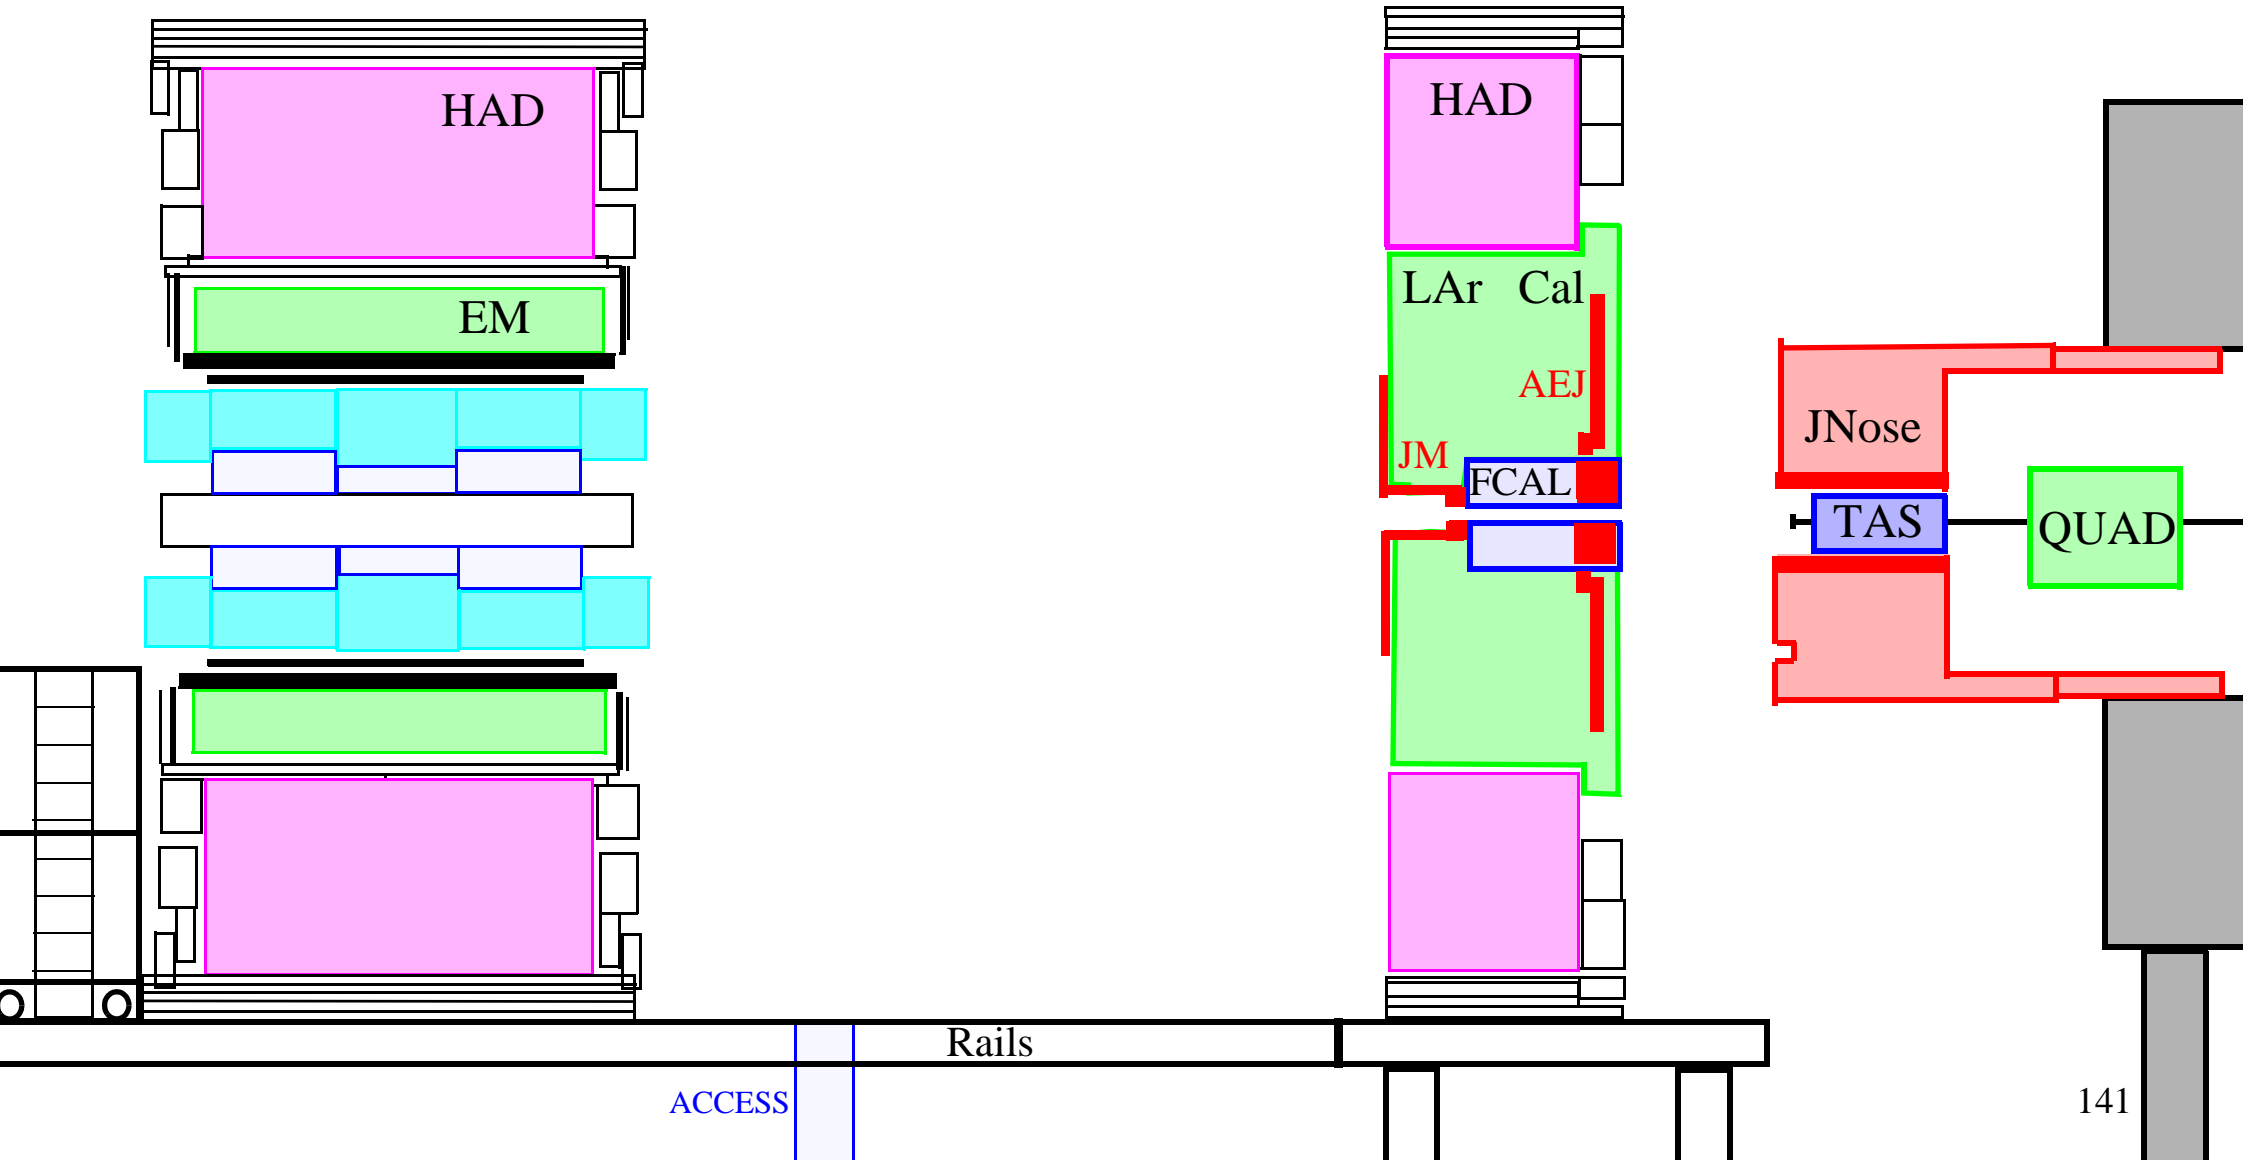 HAD
HAD
EM
LAr Cal
AEJ
JM
FCAL
JNose
TAS
QUAD
Rails
ACCESS
141